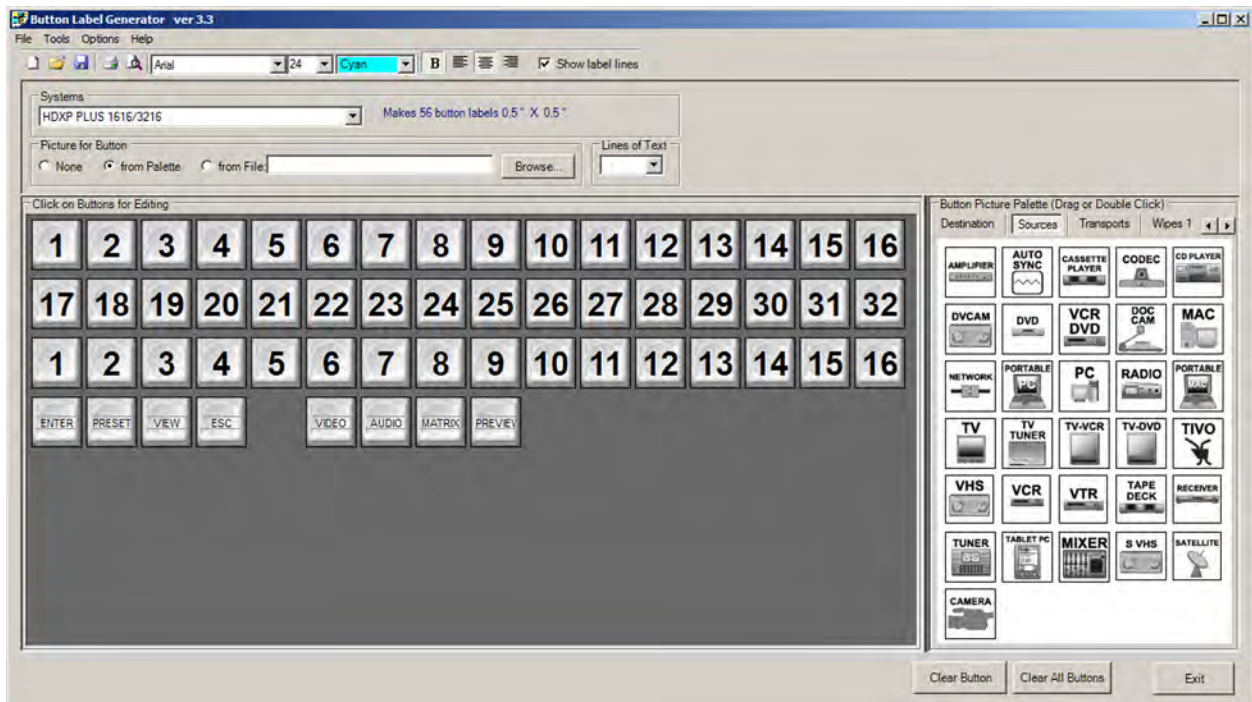 Button Label Generator ver 3.3
File Tools Options Help
Arial 24 Cyan B Show label lines
Systems
HDXP PLUS 1616/3216 Makes 56 button labels 0.5 " X 0.5 "
Picture for Button Lines of Text
None from Palette from File: Browse...
Click on Buttons for Editing
1 2 3 4 5 6 7 8 9 10 11 12 13 14 15 16
17 18 19 20 21 22 23 24 25 26 27 28 29 30 31 32
1 2 3 4 5 6 7 8 9 10 11 12 13 14 15 16
ENTER PRESET VIEW ESC VIDEO AUDIO MATRIX PREVIEV
Button Picture Palette (Drag or Double Click)
Destination Sources Transports Wipes 1
AMPLIFIER AUTO SYNC CASSETTE PLAYER CODEC CD PLAYER
DVCAM DVD VCR DVD DOC CAM MAC
NETWORK PORTABLE PC PC RADIO PORTABLE MAC
TV TV TUNER TV-VCR TV-DVD TIVO
VHS VCR VTR TAPE DECK RECEIVER
TUNER TABLET PC MIXER S VHS SATELLITE
CAMERA
Clear Button Clear All Buttons Exit